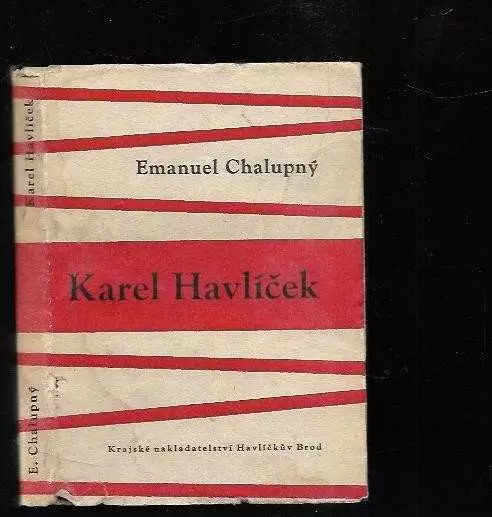 Emanuel Chalupný
Karel Havlíček
Krajské nakladatelství Havlíčkův Brod
Karel Havlíček
E. Chalupný